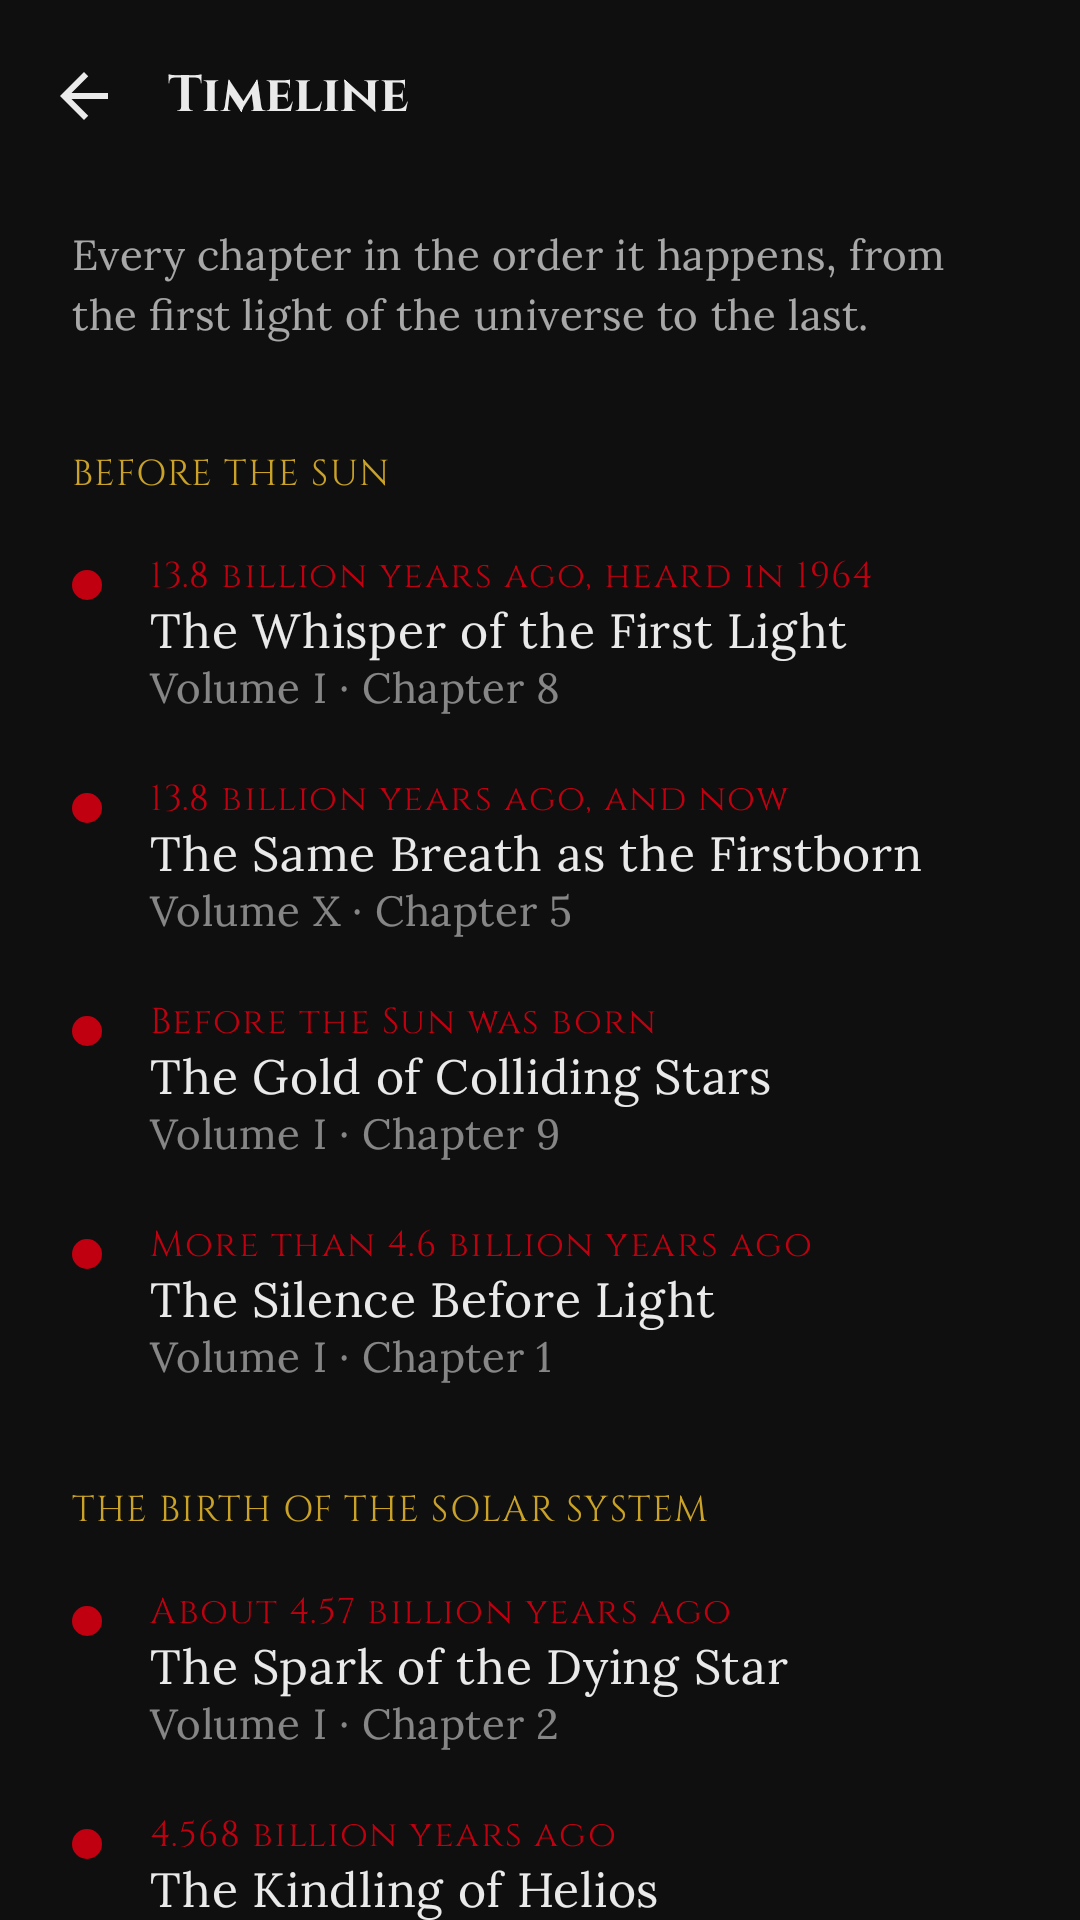 Timeline
Every chapter in the order it happens, from
the first light of the universe to the last.
BEFORE THE SUN
13.8 billion years ago, heard in 1964
The Whisper of the First Light
Volume I · Chapter 8
13.8 billion years ago, and now
The Same Breath as the Firstborn
Volume X · Chapter 5
Before the Sun was born
The Gold of Colliding Stars
Volume I · Chapter 9
More than 4.6 billion years ago
The Silence Before Light
Volume I · Chapter 1
THE BIRTH OF THE SOLAR SYSTEM
About 4.57 billion years ago
The Spark of the Dying Star
Volume I · Chapter 2
4.568 billion years ago
The Kindling of Helios